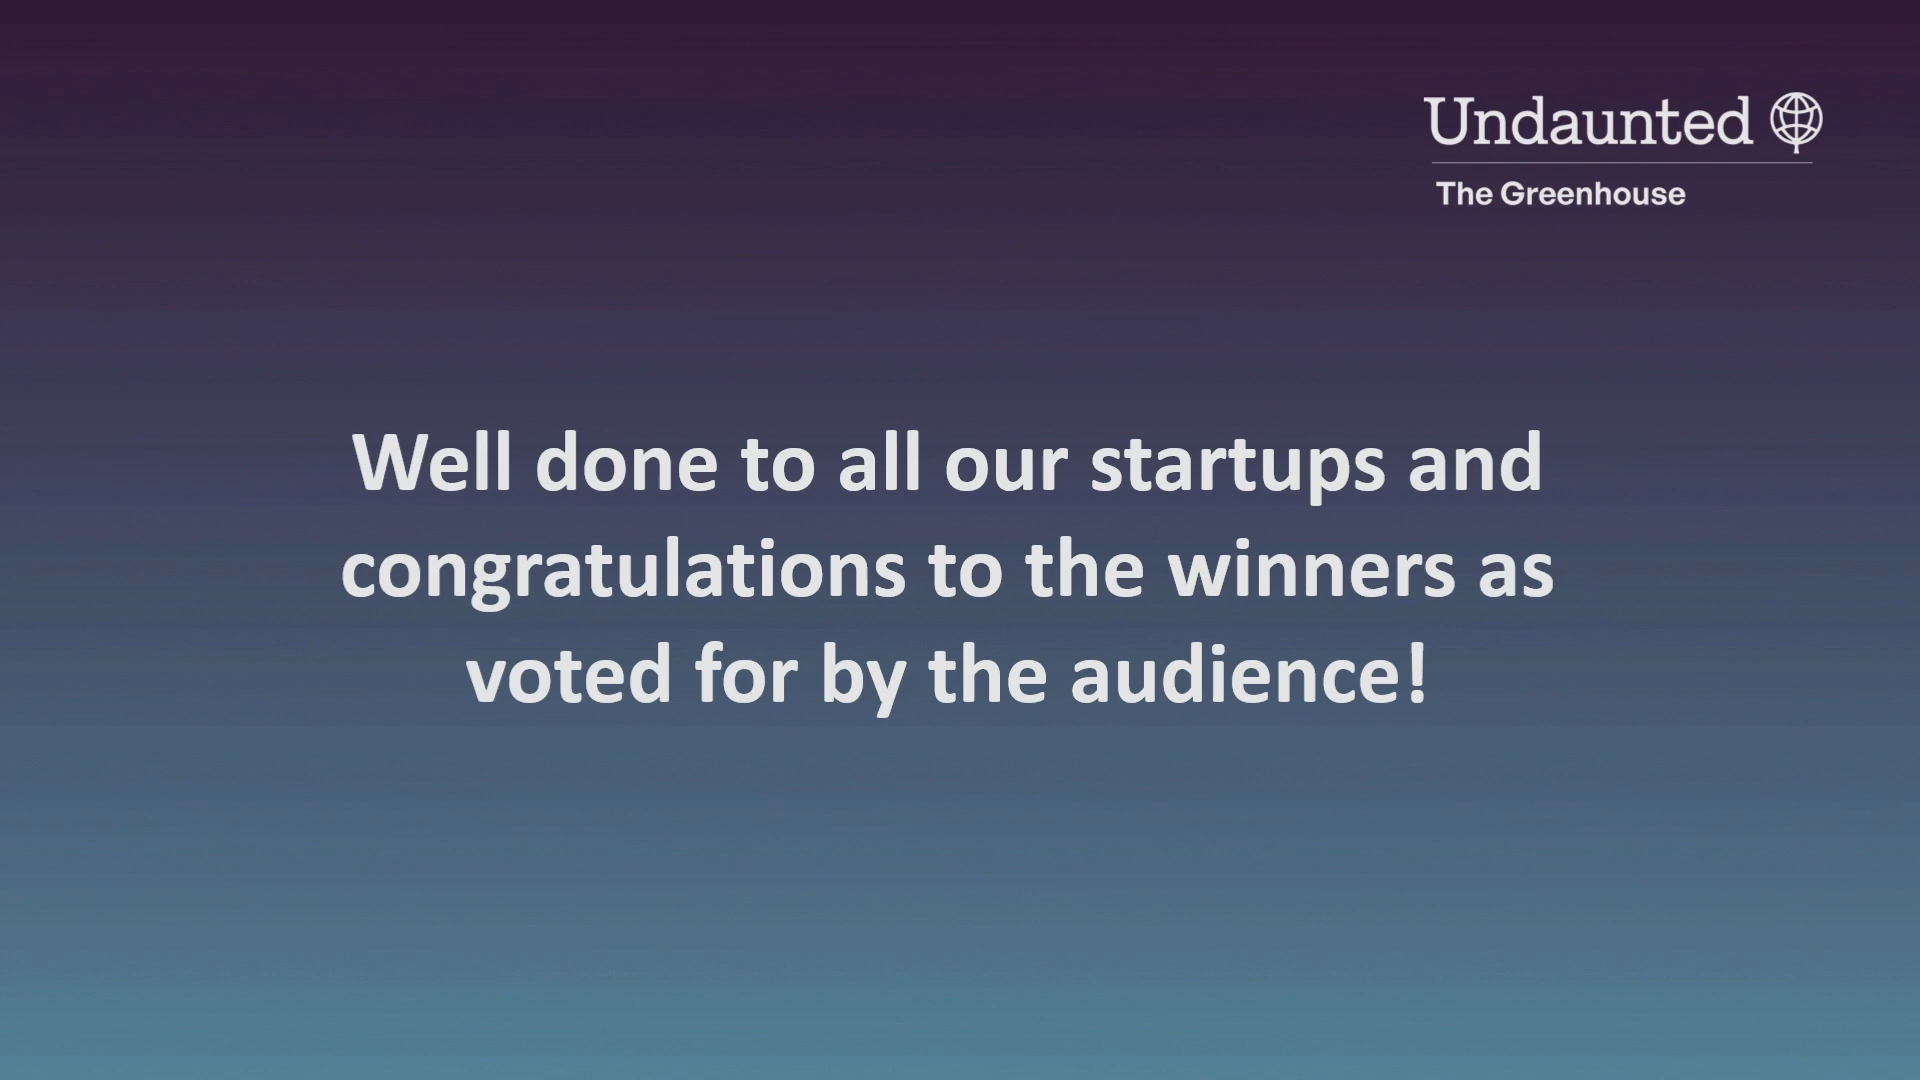 Undaunted
The Greenhouse
Well done to all our startups and
congratulations to the winners as
voted for by the audience!